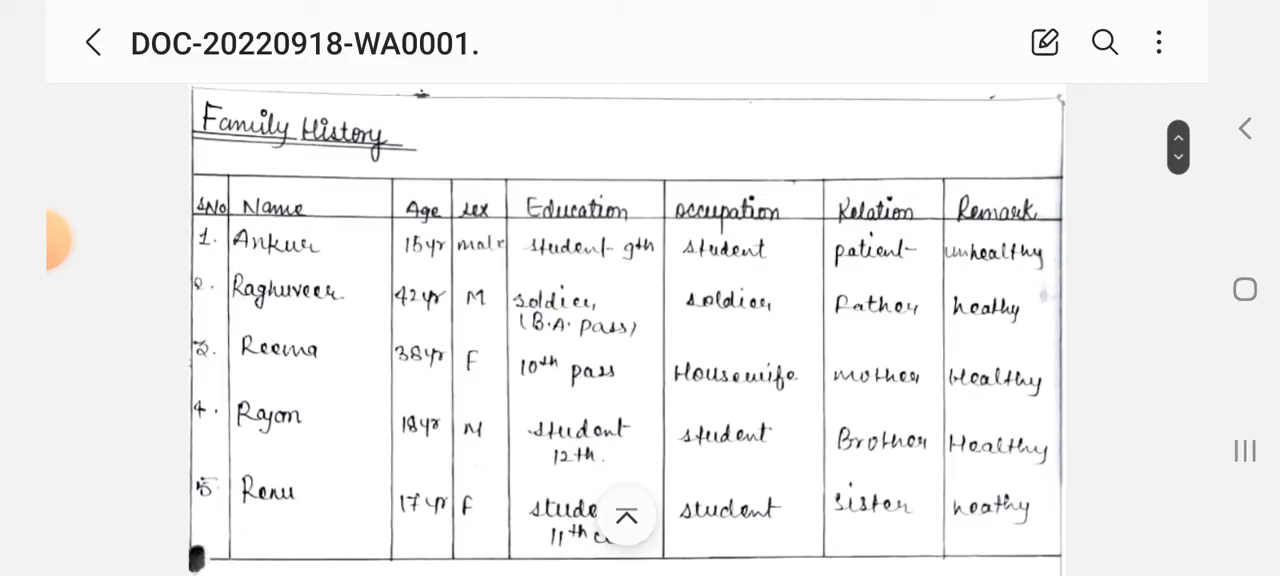 DOC-20220918-WA0001.
Family History
SNo Name Age sex Education occupation Relation Remark
1. Ankur 15yr male student 9th student patient unhealthy
2. Raghuveer 42yr M soldier, (B.A. pass) soldier, Father heathy
3. Reema 38yr F 10th pass Housewife mother Healthy
4. Rajan 18yr M student 12th. student Brother Healthy
5 Renu 17yr F stude 11th student sister heathy